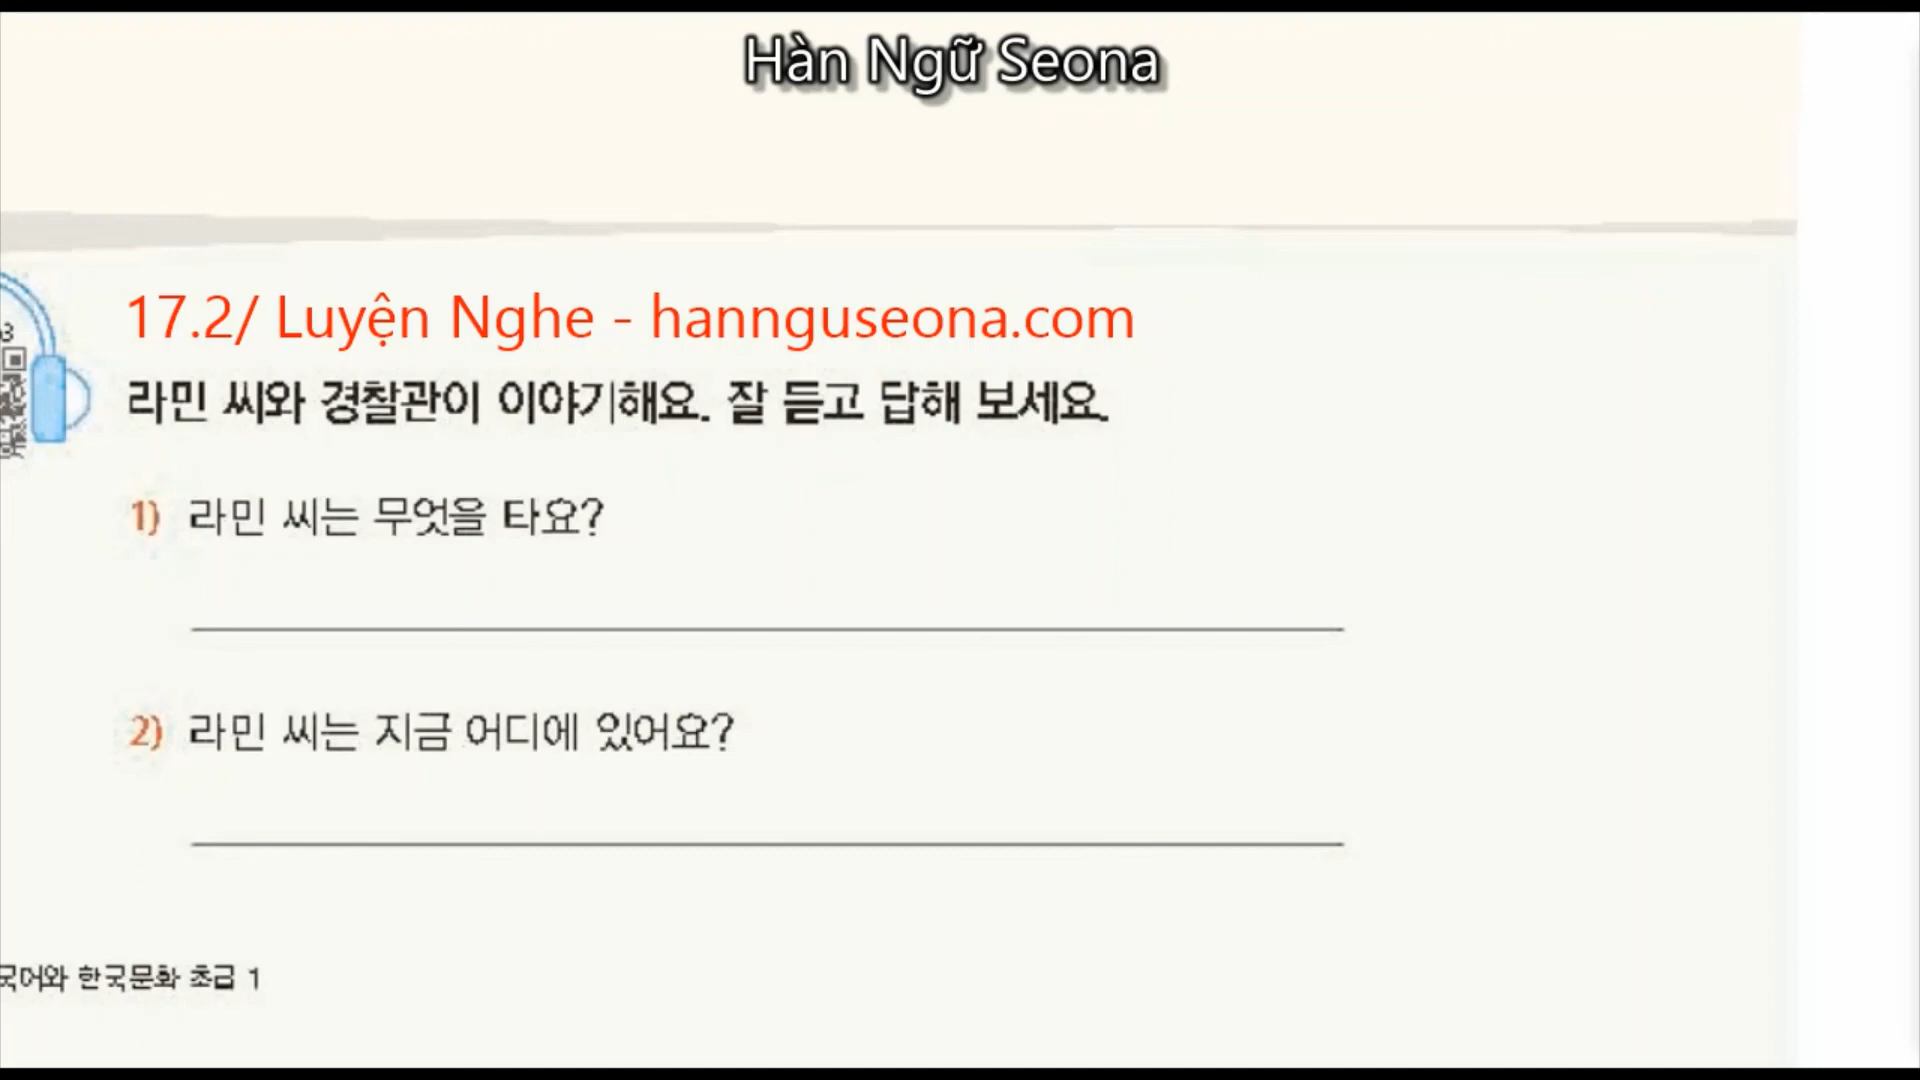 Hàn Ngữ Seona
17.2/ Luyện Nghe - hannguseona.com
라민 씨와 경찰관이 이야기해요. 잘 듣고 답해 보세요.
1) 라민 씨는 무엇을 타요?
2) 라민 씨는 지금 어디에 있어요?
국어와 한국문화 초급 1